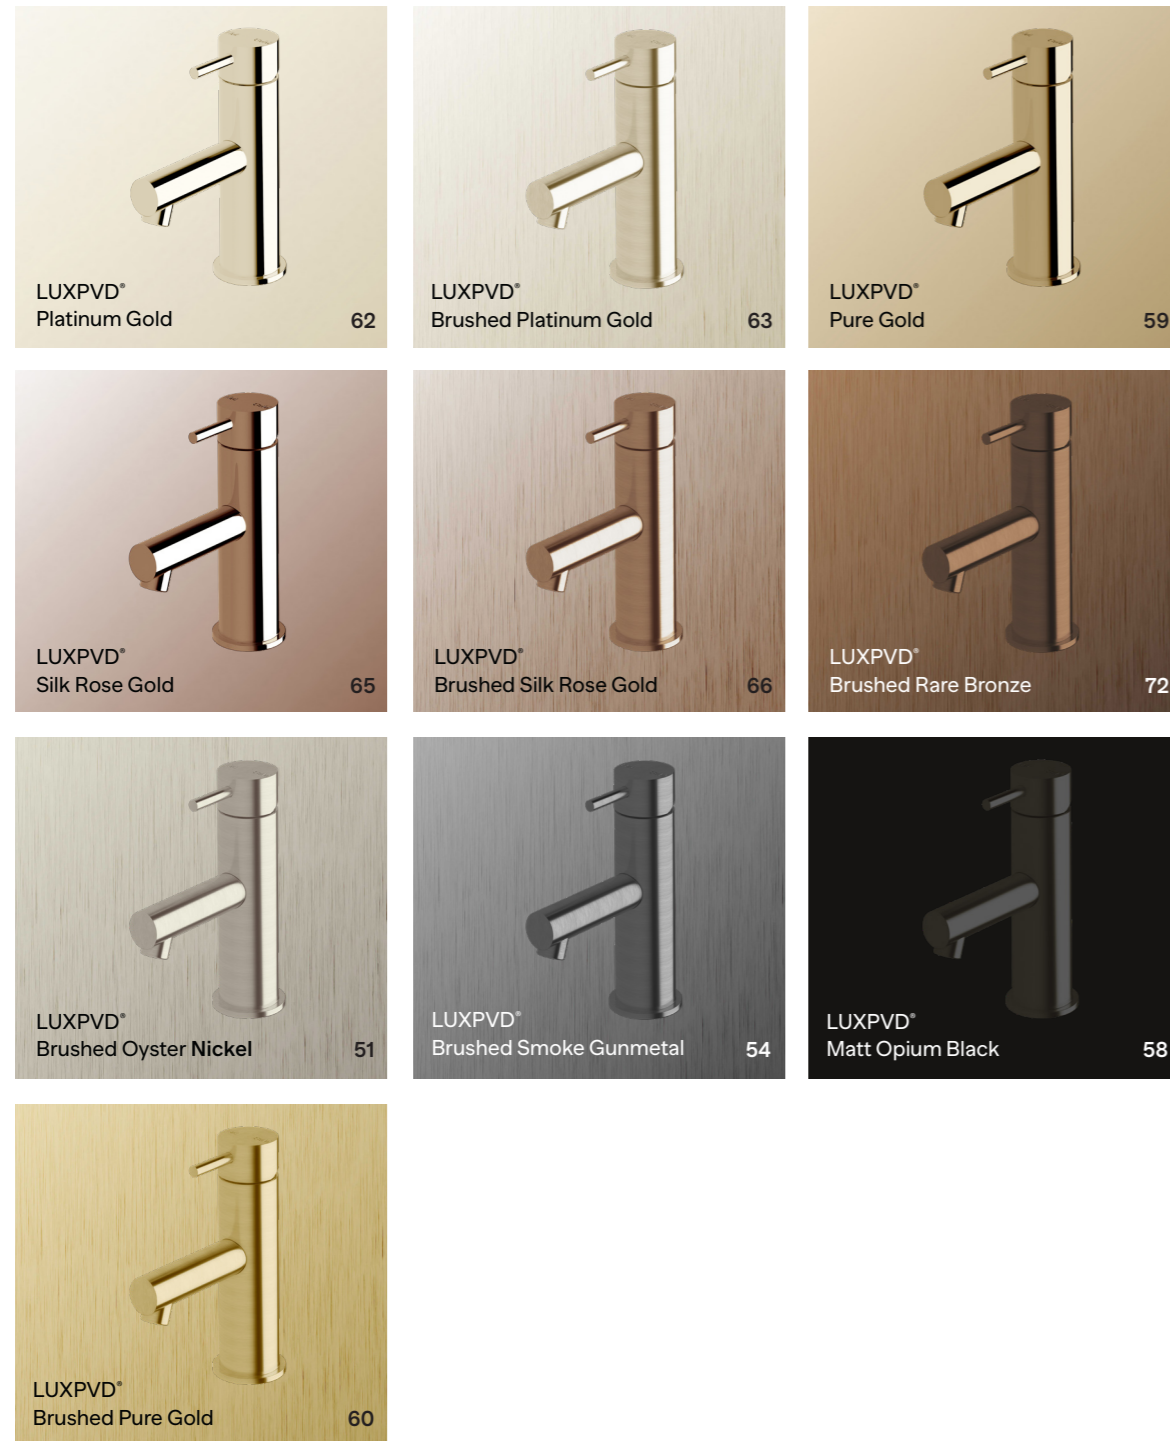 LUXPVD®
Platinum Gold 62
LUXPVD®
Brushed Platinum Gold 63
LUXPVD®
Pure Gold 59
LUXPVD®
Silk Rose Gold 65
LUXPVD®
Brushed Silk Rose Gold 66
LUXPVD®
Brushed Rare Bronze 72
LUXPVD®
Brushed Oyster Nickel 51
LUXPVD®
Brushed Smoke Gunmetal 54
LUXPVD®
Matt Opium Black 58
LUXPVD®
Brushed Pure Gold 60